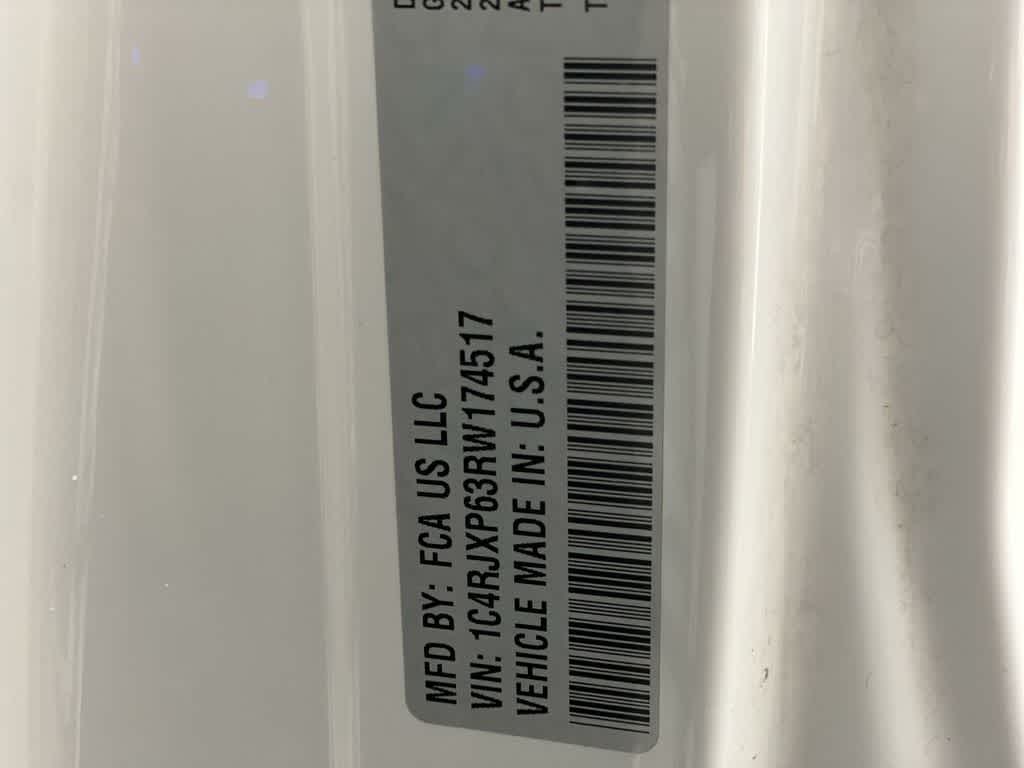 MFD BY: FCA US LLC
VIN: 1C4RJXP63RW174517
VEHICLE MADE IN: U.S.A.